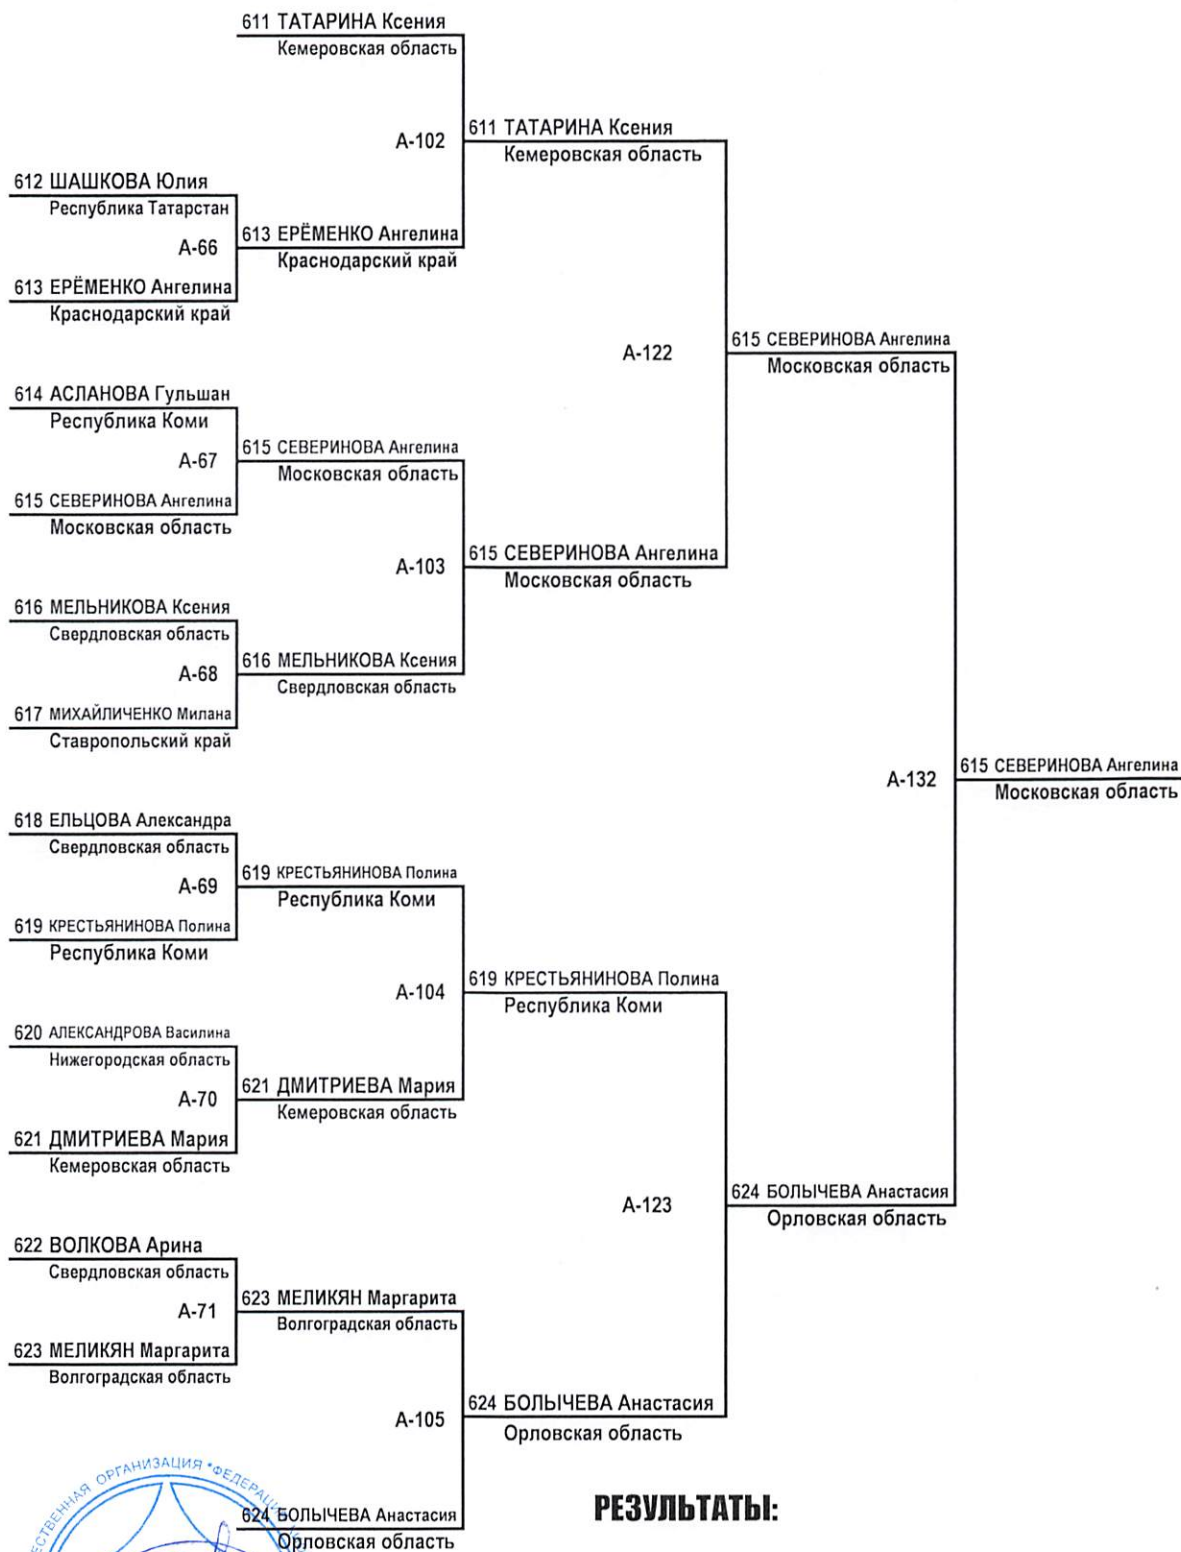 611 ТАТАРИНА Ксения
Кемеровская область
А-102
611 ТАТАРИНА Ксения
Кемеровская область
612 ШАШКОВА Юлия
Республика Татарстан
А-66
613 ЕРЁМЕНКО Ангелина
Краснодарский край
613 ЕРЁМЕНКО Ангелина
Краснодарский край
А-122
615 СЕВЕРИНОВА Ангелина
Московская область
614 АСЛАНОВА Гульшан
Республика Коми
А-67
615 СЕВЕРИНОВА Ангелина
Московская область
615 СЕВЕРИНОВА Ангелина
Московская область
А-103
615 СЕВЕРИНОВА Ангелина
Московская область
616 МЕЛЬНИКОВА Ксения
Свердловская область
А-68
616 МЕЛЬНИКОВА Ксения
Свердловская область
617 МИХАЙЛИЧЕНКО Милана
Ставропольский край
А-132
615 СЕВЕРИНОВА Ангелина
Московская область
618 ЕЛЬЦОВА Александра
Свердловская область
А-69
619 КРЕСТЬЯНИНОВА Полина
Республика Коми
619 КРЕСТЬЯНИНОВА Полина
Республика Коми
А-104
619 КРЕСТЬЯНИНОВА Полина
Республика Коми
620 АЛЕКСАНДРОВА Василина
Нижегородская область
А-70
621 ДМИТРИЕВА Мария
Кемеровская область
621 ДМИТРИЕВА Мария
Кемеровская область
А-123
624 БОЛЫЧЕВА Анастасия
Орловская область
622 ВОЛКОВА Арина
Свердловская область
А-71
623 МЕЛИКЯН Маргарита
Волгоградская область
623 МЕЛИКЯН Маргарита
Волгоградская область
А-105
624 БОЛЫЧЕВА Анастасия
Орловская область
624 БОЛЫЧЕВА Анастасия
Орловская область
ОРГАНИЗАЦИЯ
РЕЗУЛЬТАТЫ: